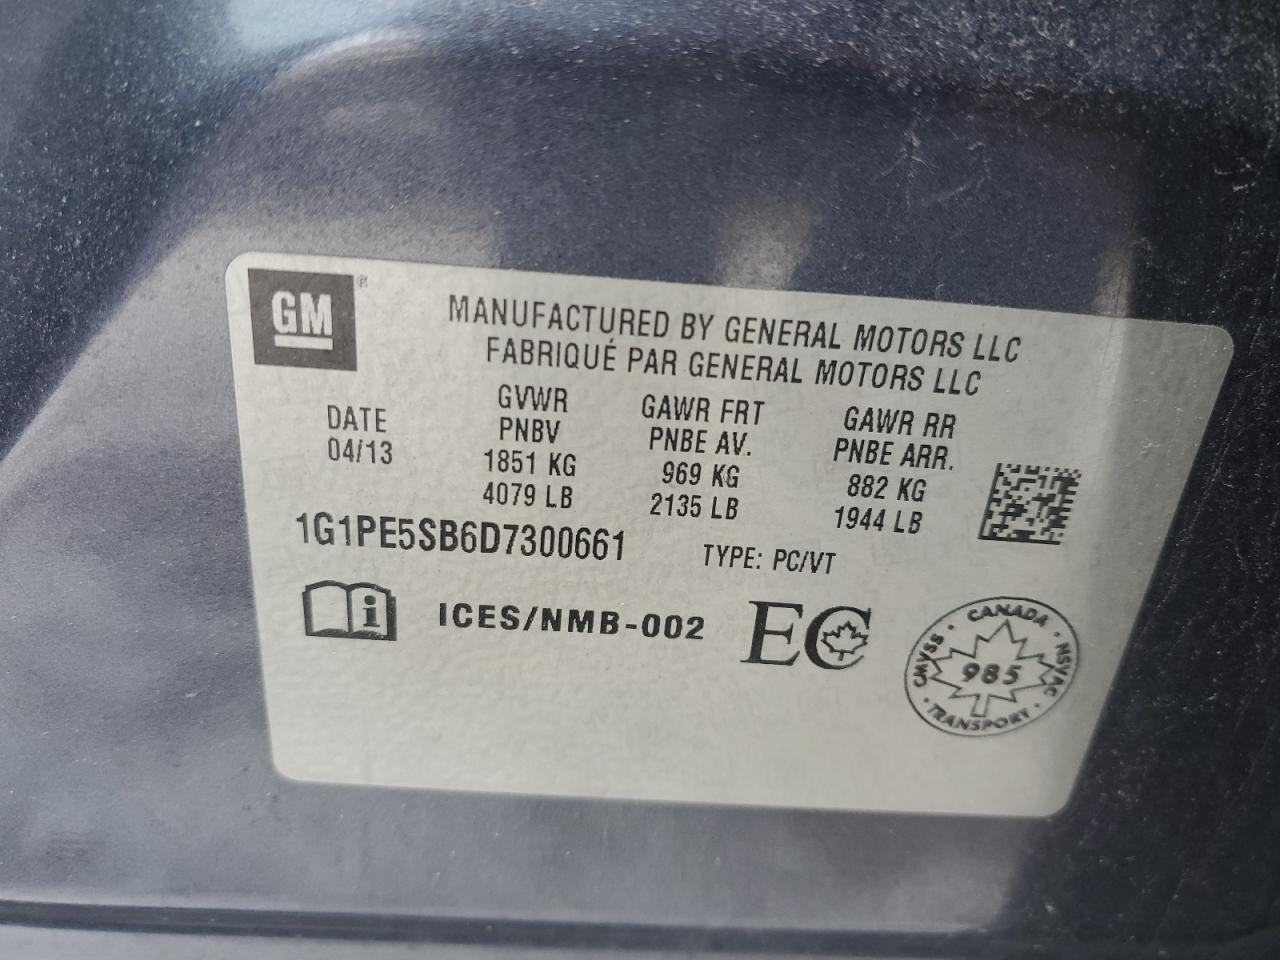 GM
®
MANUFACTURED BY GENERAL MOTORS LLC
FABRIQUÉ PAR GENERAL MOTORS LLC
DATE
04/13
GVWR
PNBV
1851 KG
4079 LB
GAWR FRT
PNBE AV.
969 KG
2135 LB
GAWR RR
PNBE ARR.
882 KG
1944 LB
1G1PE5SB6D7300661
TYPE: PC/VT
i
ICES/NMB-002
EC
CMVSS · CANADA · NSVAC · TRANSPORT ·
985